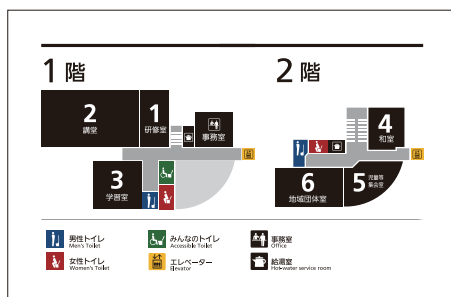 1階
2階
2
講堂
1
研修室
事務室
4
和室
3
学習室
6
地域団体室
5
児童等
集会室
男性トイレ
Men's Toilet
みんなのトイレ
Accessible Toilet
事務室
Office
女性トイレ
Women's Toilet
エレベーター
Elevator
給湯室
Hot-water service room